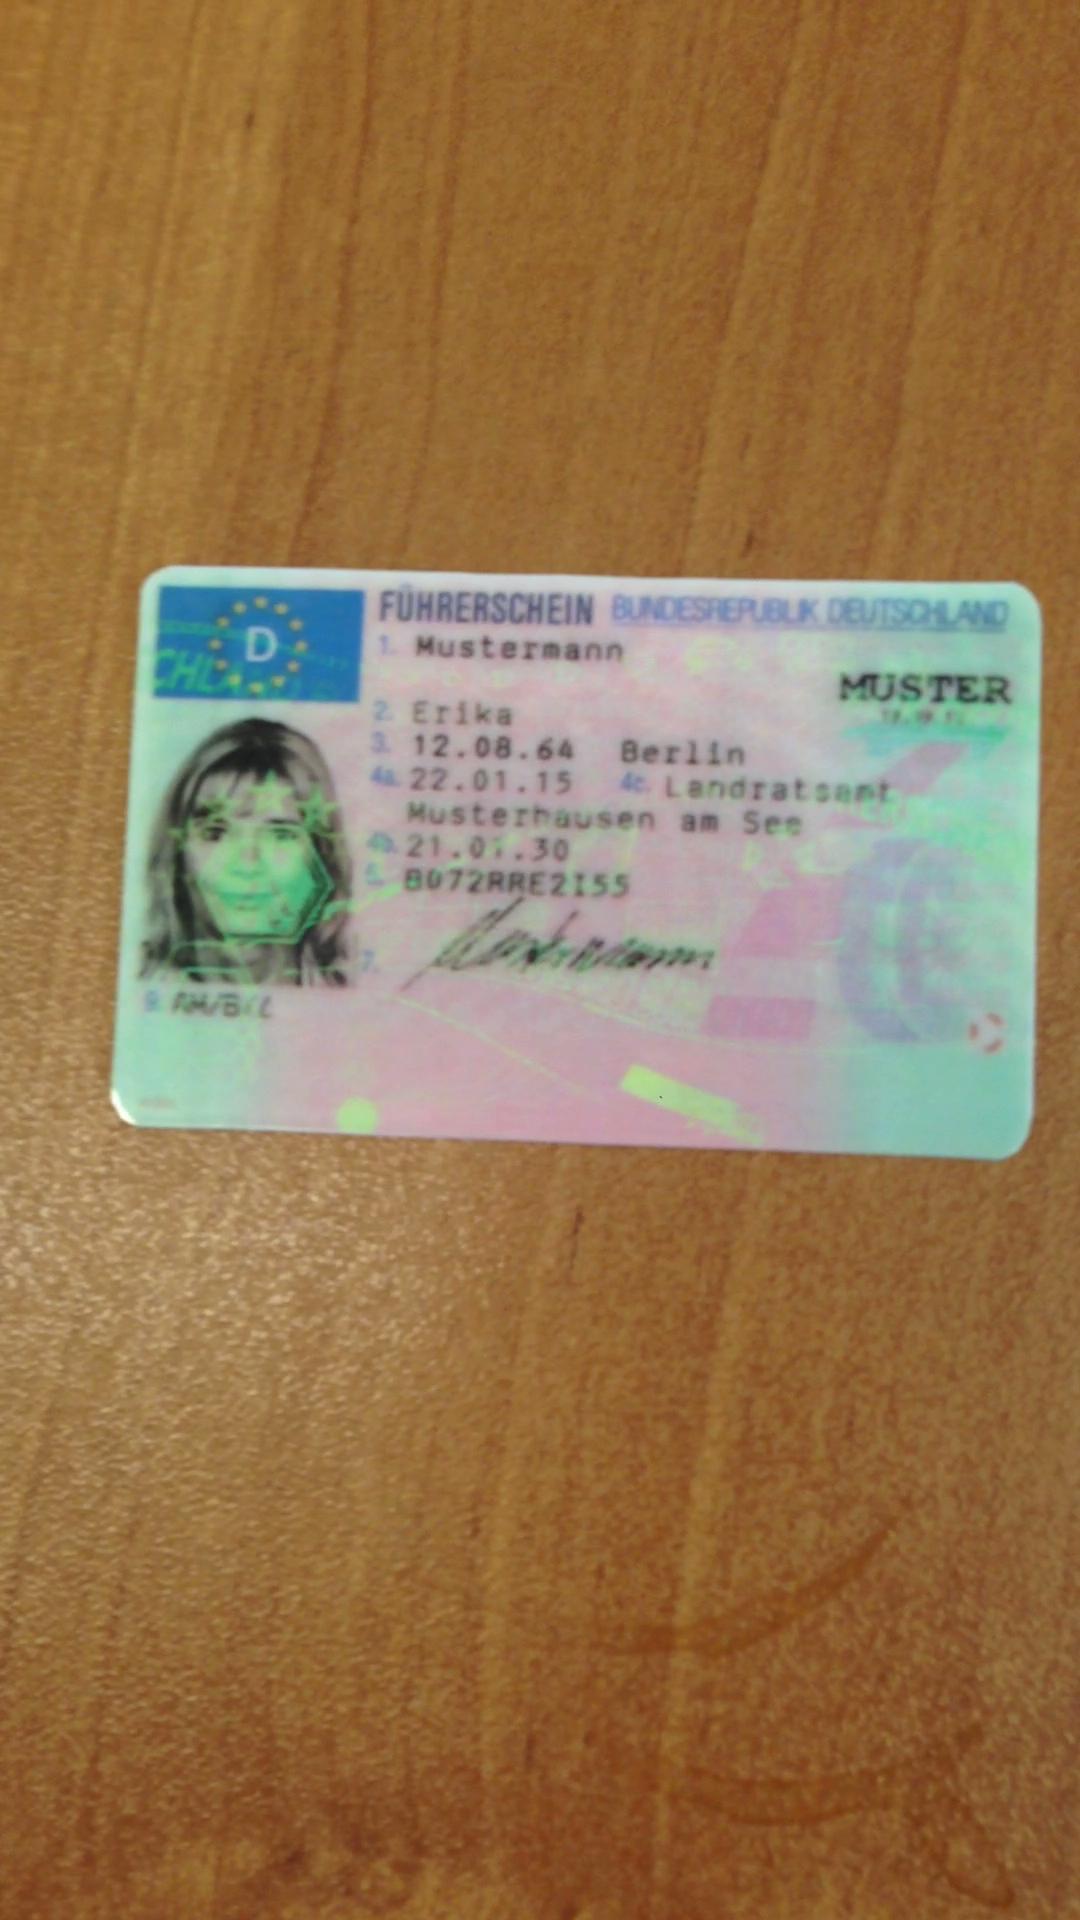 D
FÜHRERSCHEIN BUNDESREPUBLIK DEUTSCHLAND
1. Mustermann
MUSTER
2. Erika
3. 12.08.64 Berlin
4a. 22.01.15 4c. Landratsamt
Musterhausen am See
4b. 21.01.30
5. B072RRE2I55
7. Mustermann
9. AM/B/L